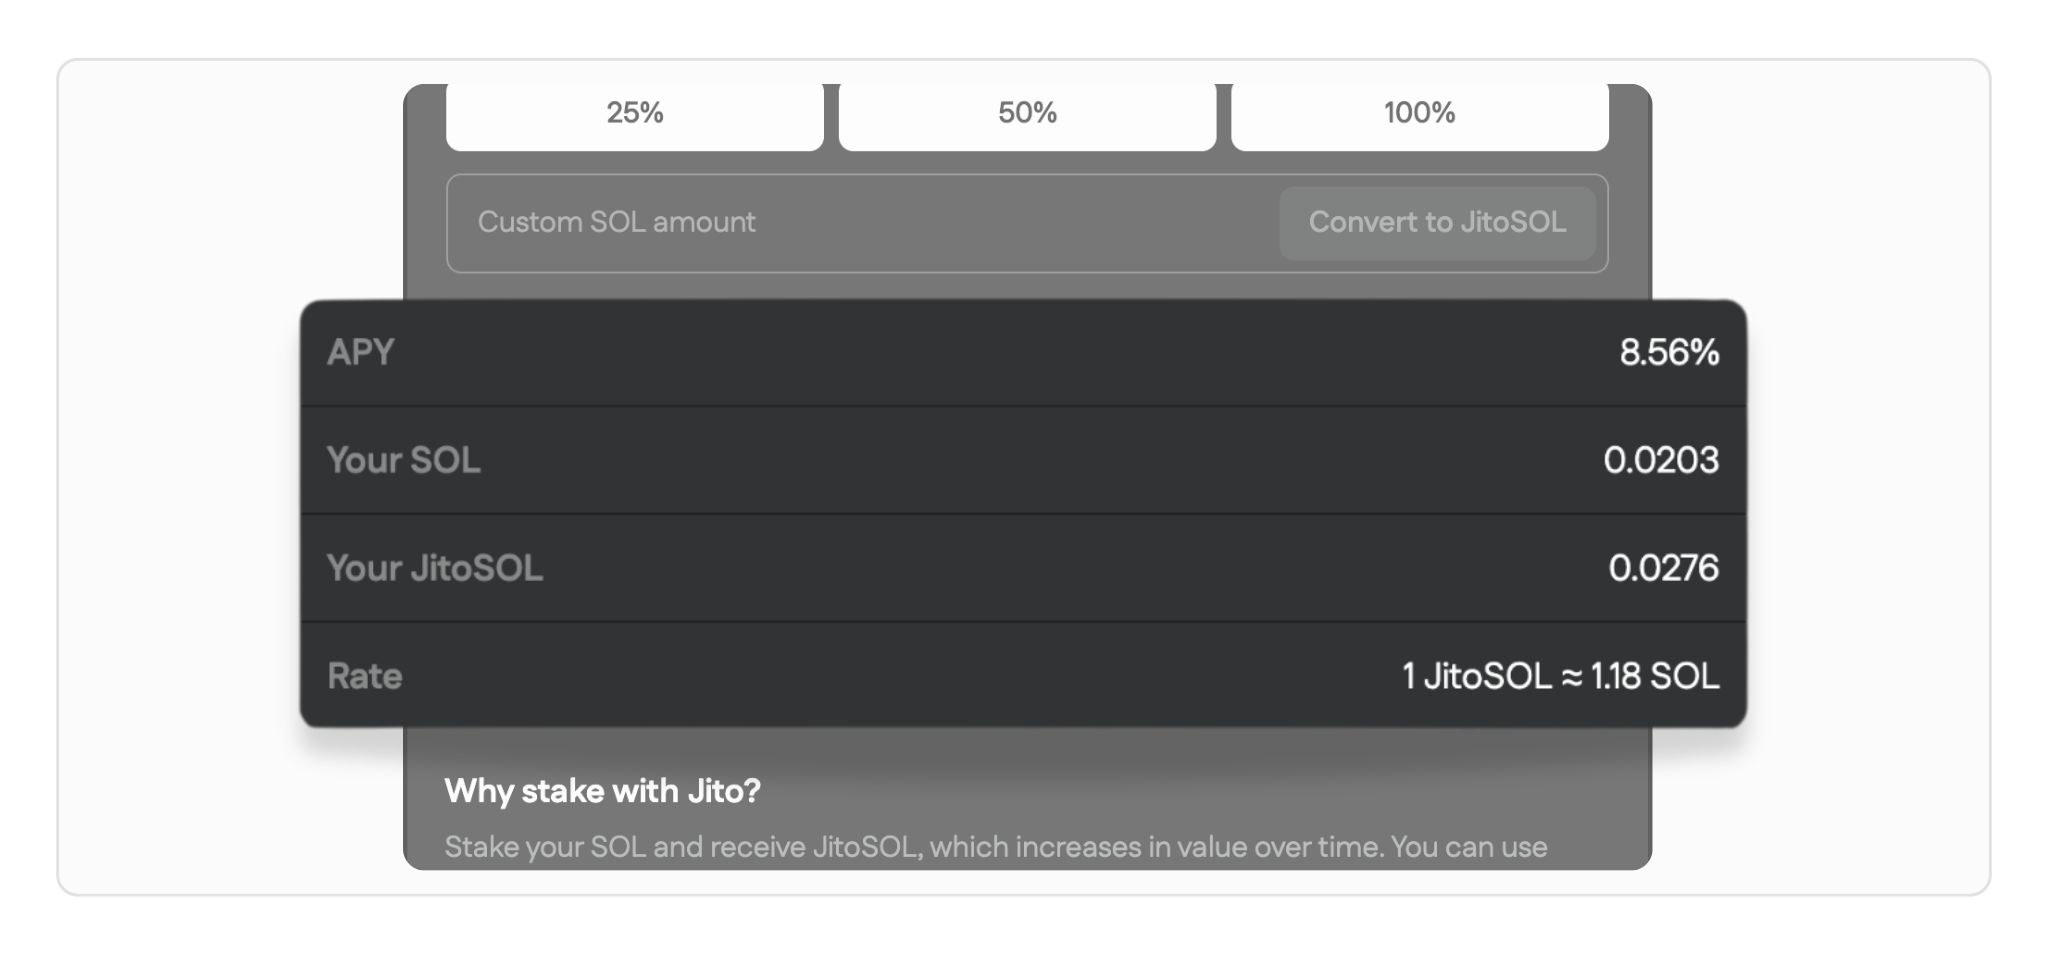 25% 50% 100%
Custom SOL amount Convert to JitoSOL
APY 8.56%
Your SOL 0.0203
Your JitoSOL 0.0276
Rate 1 JitoSOL ≈ 1.18 SOL
Why stake with Jito?
Stake your SOL and receive JitoSOL, which increases in value over time. You can use